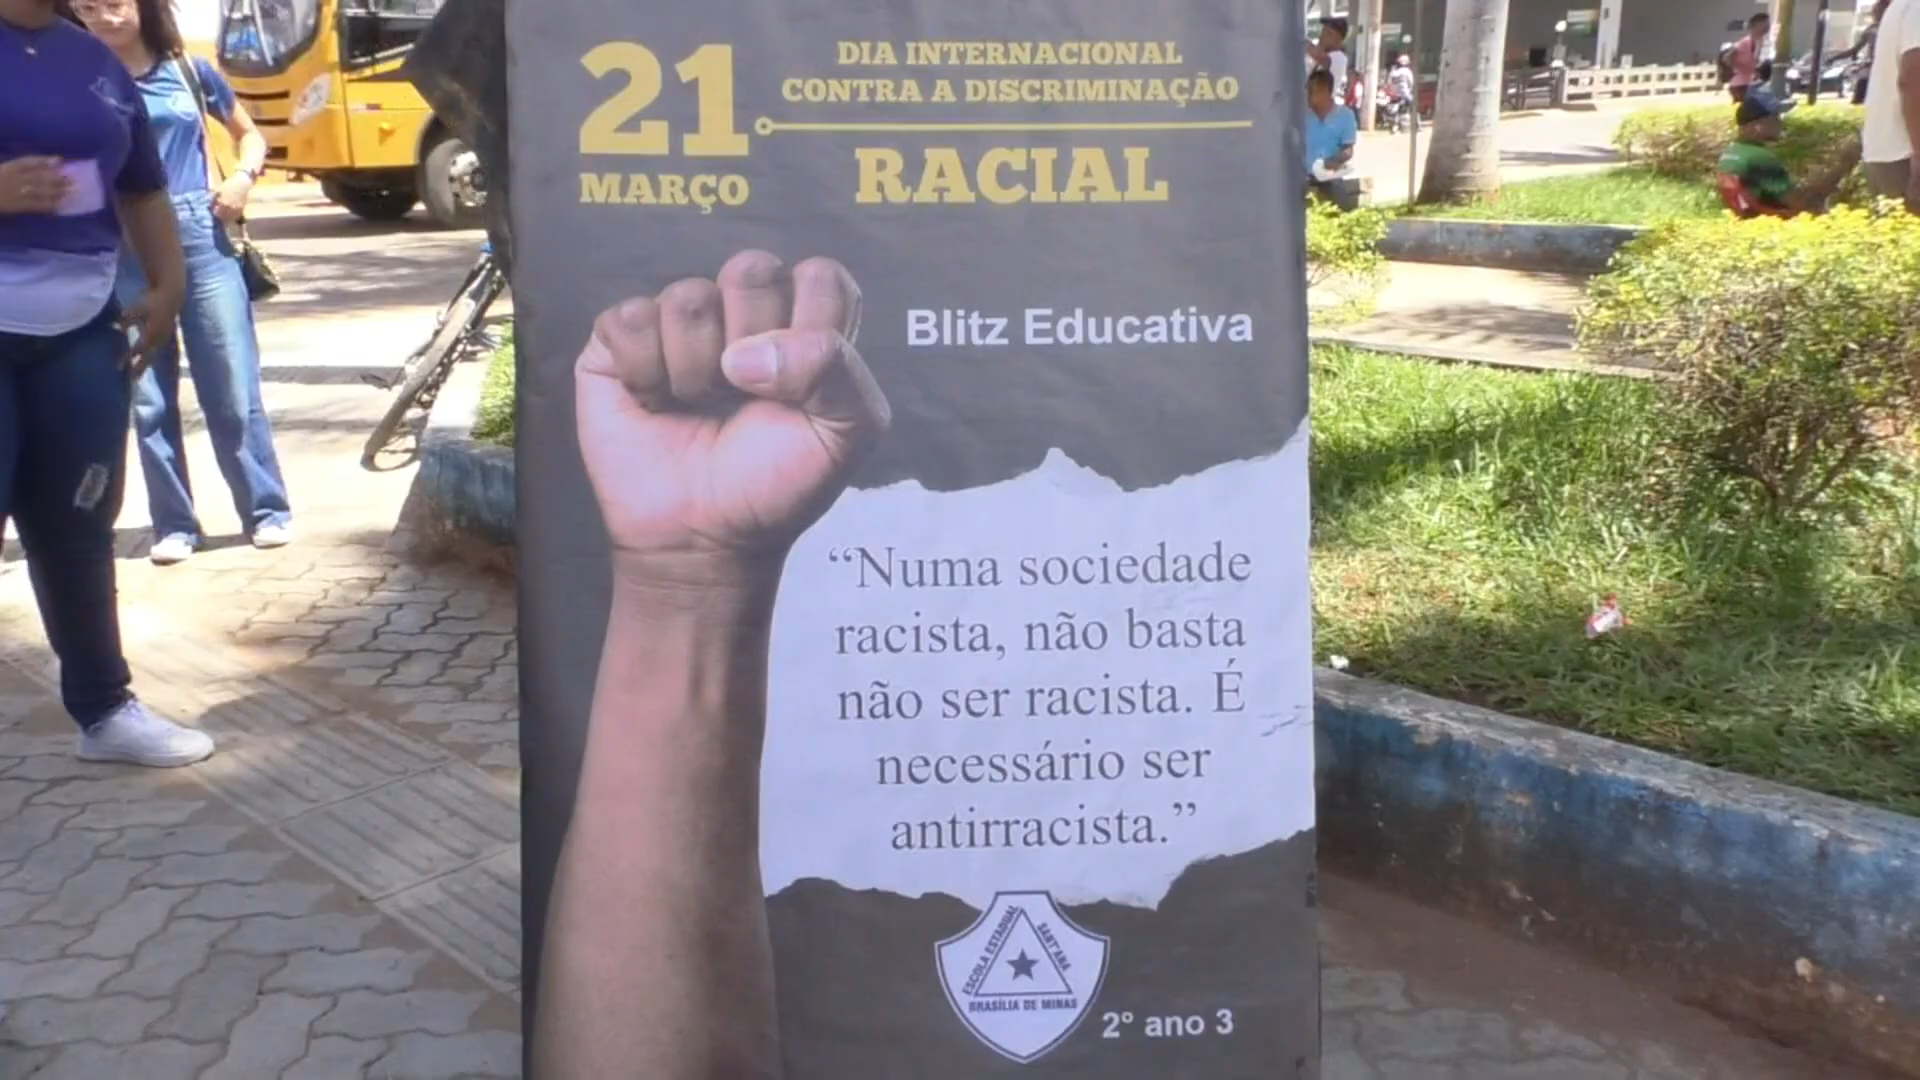 21
MARÇO
DIA INTERNACIONAL
CONTRA A DISCRIMINAÇÃO
RACIAL
Blitz Educativa
“Numa sociedade
racista, não basta
não ser racista. É
necessário ser
antirracista.”
ESCOLA ESTADUAL
SANT'ANA
BRASÍLIA DE MINAS
2º ano 3